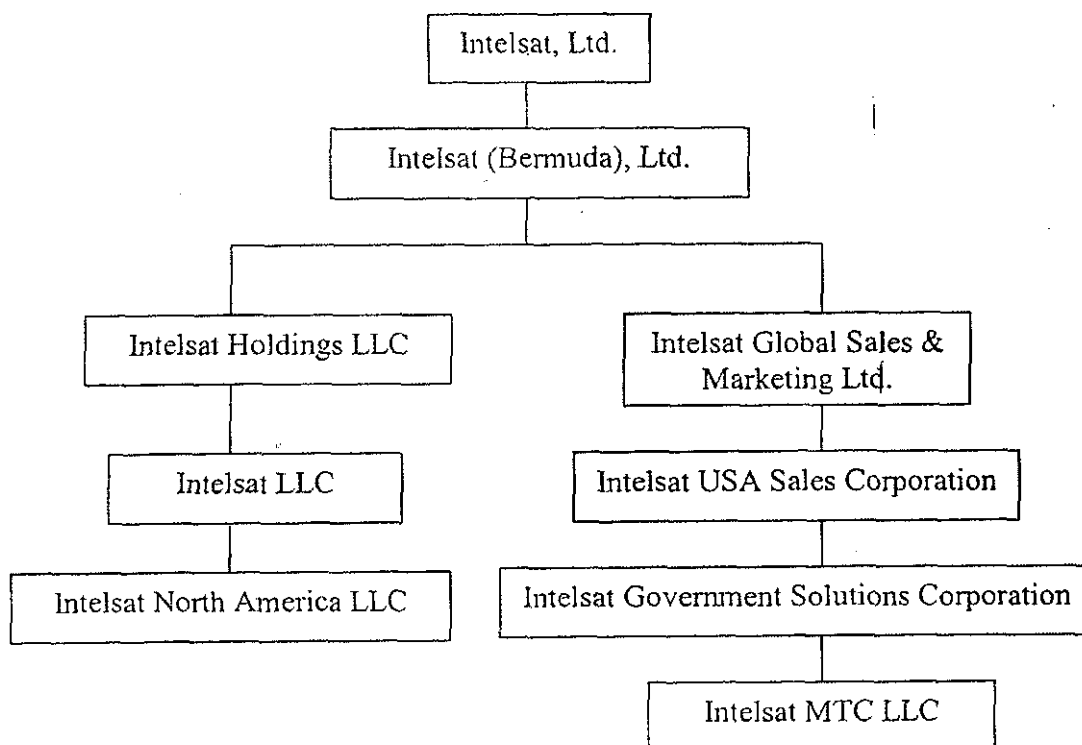 Intelsat, Ltd.
Intelsat (Bermuda), Ltd.
Intelsat Holdings LLC
Intelsat Global Sales &
Marketing Ltd.
Intelsat LLC
Intelsat USA Sales Corporation
Intelsat North America LLC
Intelsat Government Solutions Corporation
Intelsat MTC LLC